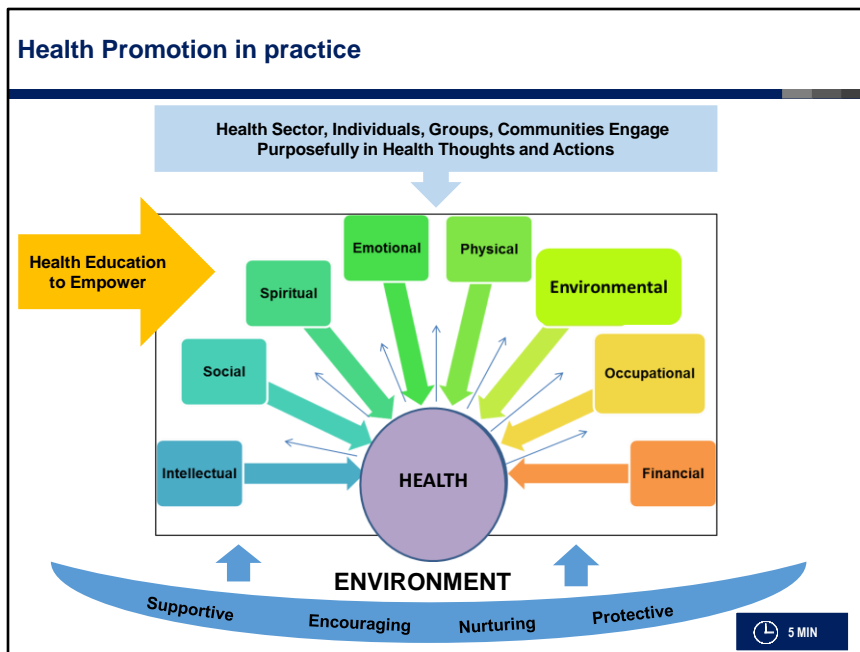 Health Promotion in practice
Health Sector, Individuals, Groups, Communities Engage
Purposefully in Health Thoughts and Actions
Health Education
to Empower
Emotional
Physical
Spiritual
Environmental
Social
Occupational
Intellectual
HEALTH
Financial
ENVIRONMENT
Supportive
Encouraging
Nurturing
Protective
5 MIN